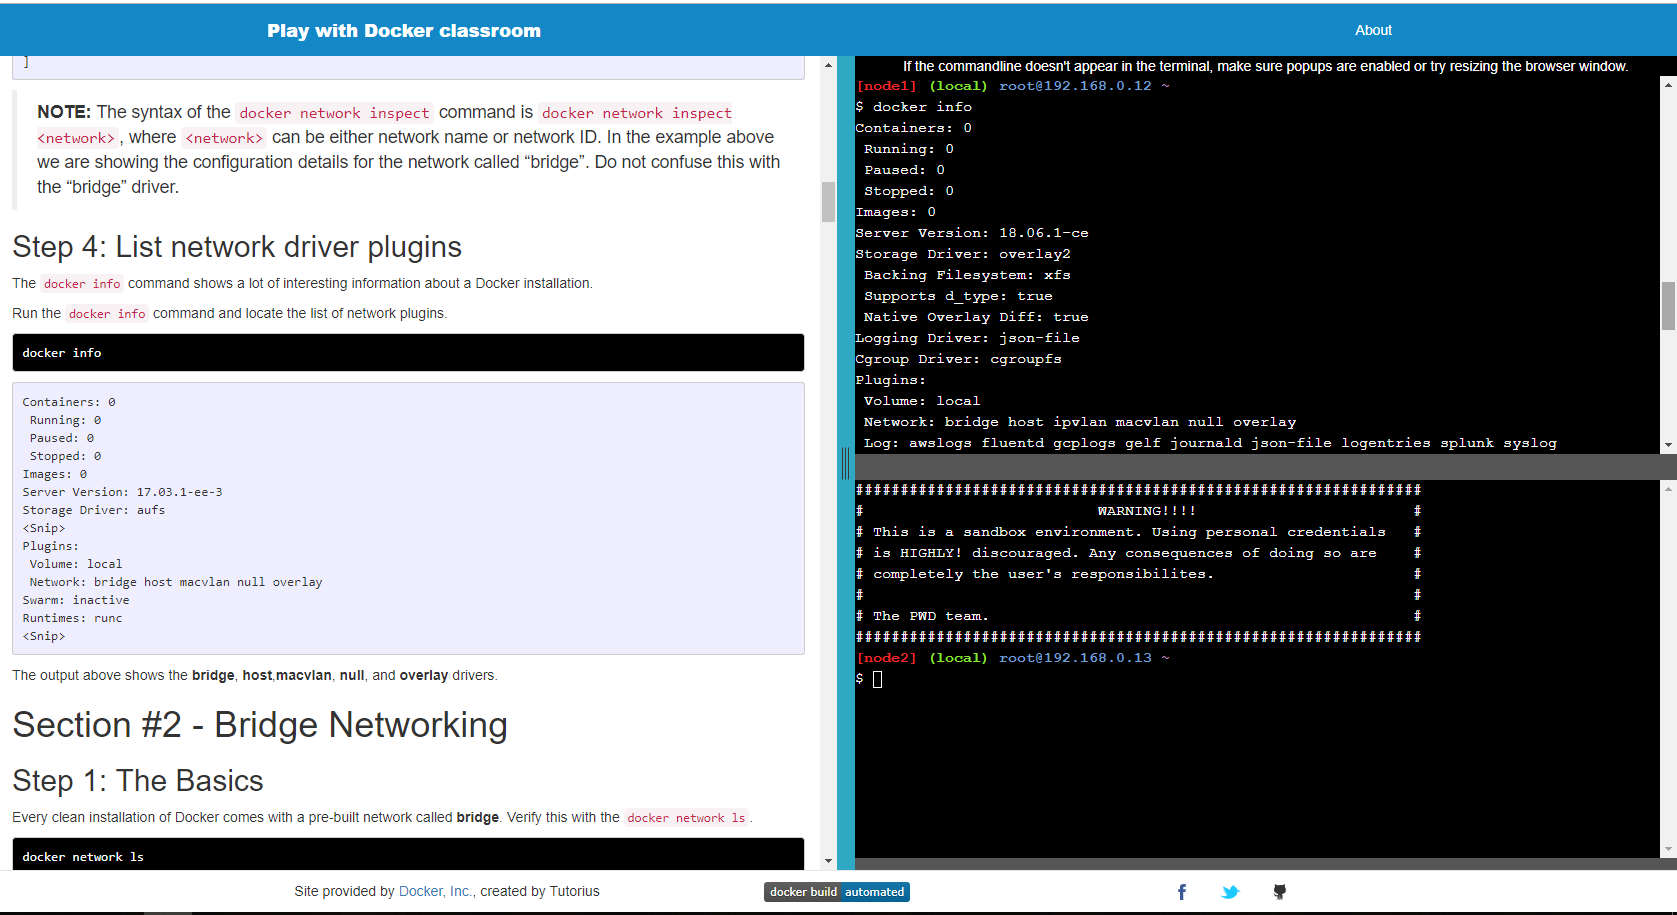 Play with Docker classroom
About
]
NOTE: The syntax of the docker network inspect command is docker network inspect
<network>, where <network> can be either network name or network ID. In the example above
we are showing the configuration details for the network called “bridge”. Do not confuse this with
the “bridge” driver.
Step 4: List network driver plugins
The docker info command shows a lot of interesting information about a Docker installation.
Run the docker info command and locate the list of network plugins.
docker info
Containers: 0
 Running: 0
 Paused: 0
 Stopped: 0
Images: 0
Server Version: 17.03.1-ee-3
Storage Driver: aufs
<Snip>
Plugins:
 Volume: local
 Network: bridge host macvlan null overlay
Swarm: inactive
Runtimes: runc
<Snip>
The output above shows the bridge, host,macvlan, null, and overlay drivers.
Section #2 - Bridge Networking
Step 1: The Basics
Every clean installation of Docker comes with a pre-built network called bridge. Verify this with the docker network ls.
docker network ls
If the commandline doesn't appear in the terminal, make sure popups are enabled or try resizing the browser window.
[node1] (local) root@192.168.0.12 ~
$ docker info
Containers: 0
 Running: 0
 Paused: 0
 Stopped: 0
Images: 0
Server Version: 18.06.1-ce
Storage Driver: overlay2
 Backing Filesystem: xfs
 Supports d_type: true
 Native Overlay Diff: true
Logging Driver: json-file
Cgroup Driver: cgroupfs
Plugins:
 Volume: local
 Network: bridge host ipvlan macvlan null overlay
 Log: awslogs fluentd gcplogs gelf journald json-file logentries splunk syslog
###############################################################
#                          WARNING!!!!                        #
# This is a sandbox environment. Using personal credentials   #
# is HIGHLY! discouraged. Any consequences of doing so are    #
# completely the user's responsibilites.                      #
#                                                             #
# The PWD team.                                               #
###############################################################
[node2] (local) root@192.168.0.13 ~
$
Site provided by Docker, Inc., created by Tutorius
docker build automated